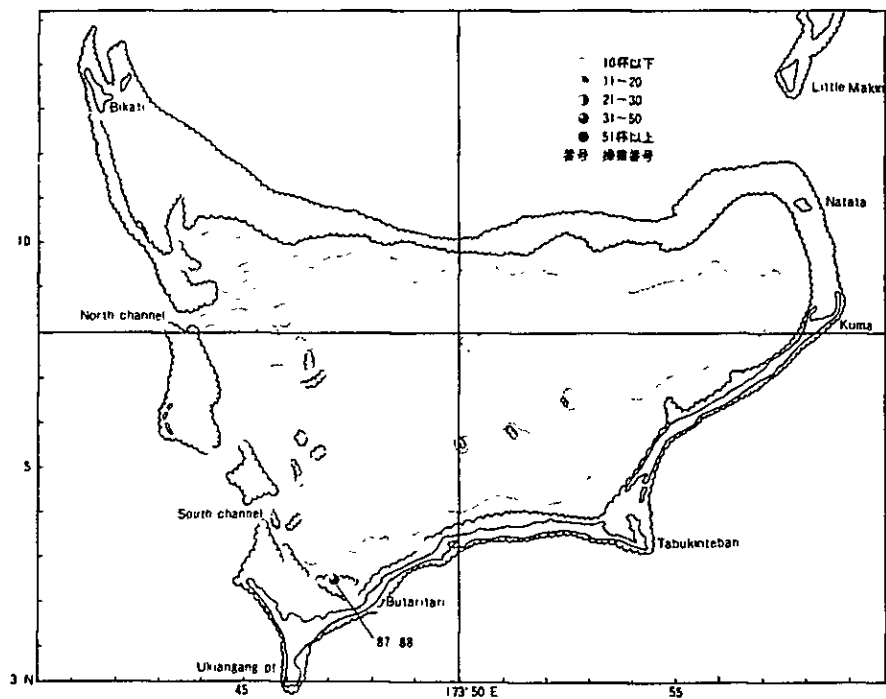 10杯以下
11~20
21~30
31~50
51杯以上
番号 操業番号
Little Makin
Bikati
Natata
10
North channel
Kuma
5
South channel
Tabukinteban
Butaritari
87 88
Ukiangang pt
3 N
45
173°50 E
55